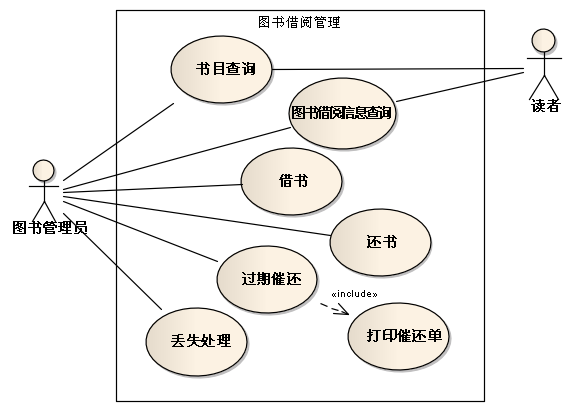 图书借阅管理
书目查询
读者
图书借阅信息查询
借书
图书管理员
还书
过期催还
«include»
丢失处理
打印催还单